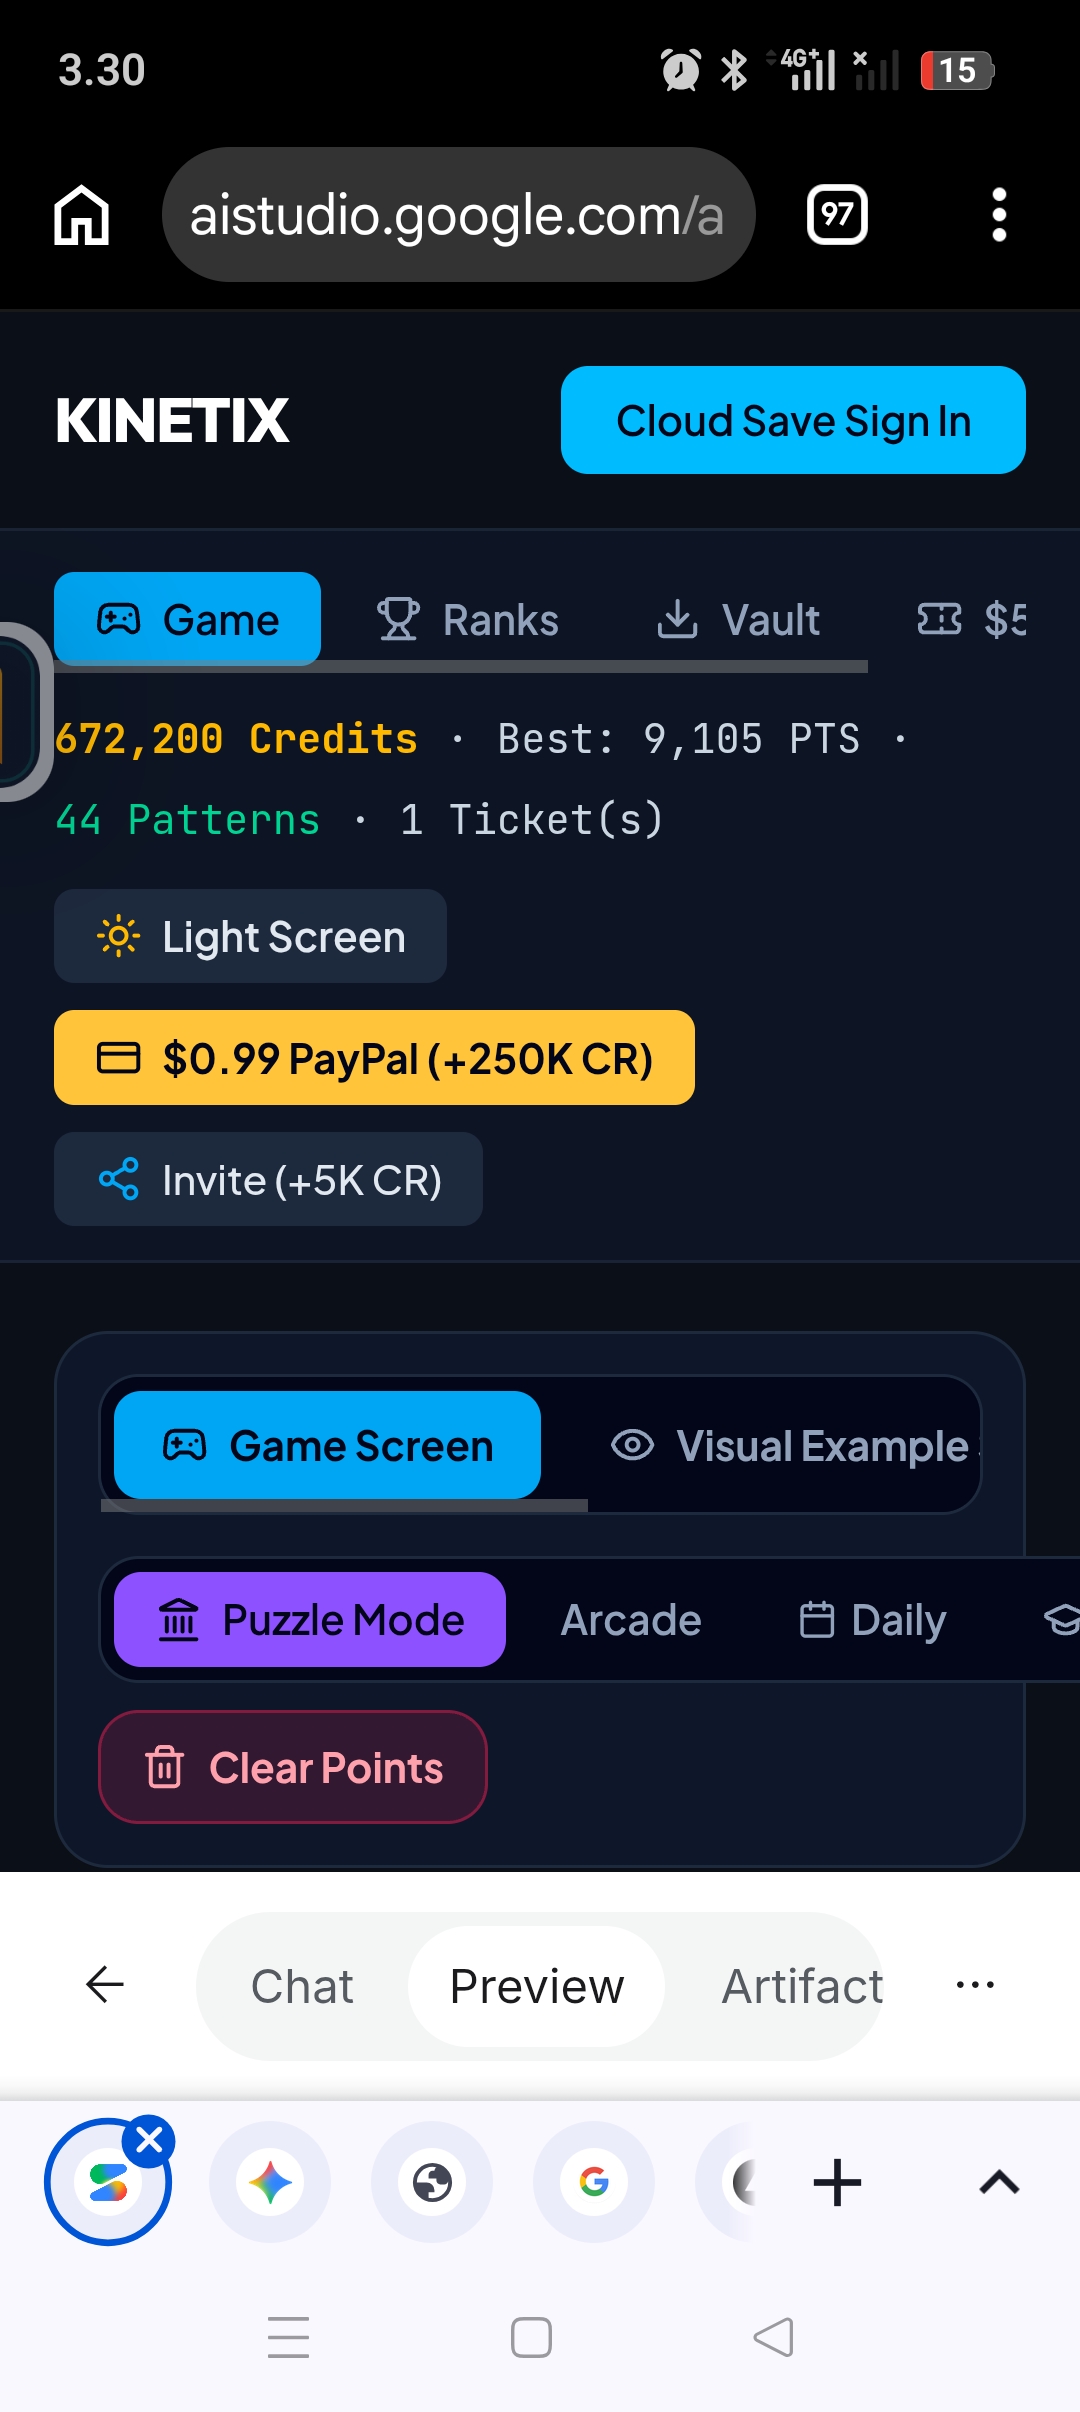 3.30
4G+
15
aistudio.google.com/a
97
KINETIX
Cloud Save Sign In
Game
Ranks
Vault
$5
672,200 Credits · Best: 9,105 PTS ·
44 Patterns · 1 Ticket(s)
Light Screen
$0.99 PayPal (+250K CR)
Invite (+5K CR)
Game Screen
Visual Example
Puzzle Mode
Arcade
Daily
Clear Points
Chat
Preview
Artifact